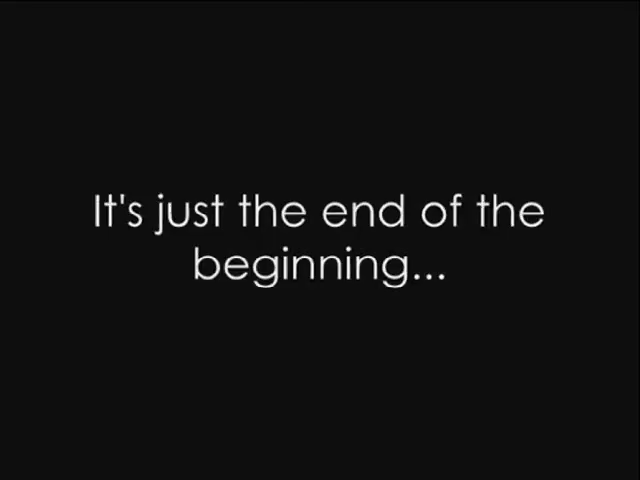 It's just the end of the
beginning...